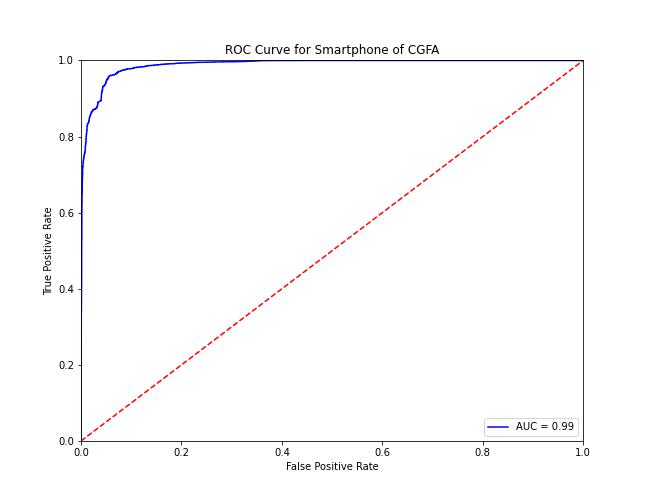 ROC Curve for Smartphone of CGFA
1.0
0.8
0.6
0.4
0.2
0.0
True Positive Rate
0.0 0.2 0.4 0.6 0.8 1.0
False Positive Rate
AUC = 0.99